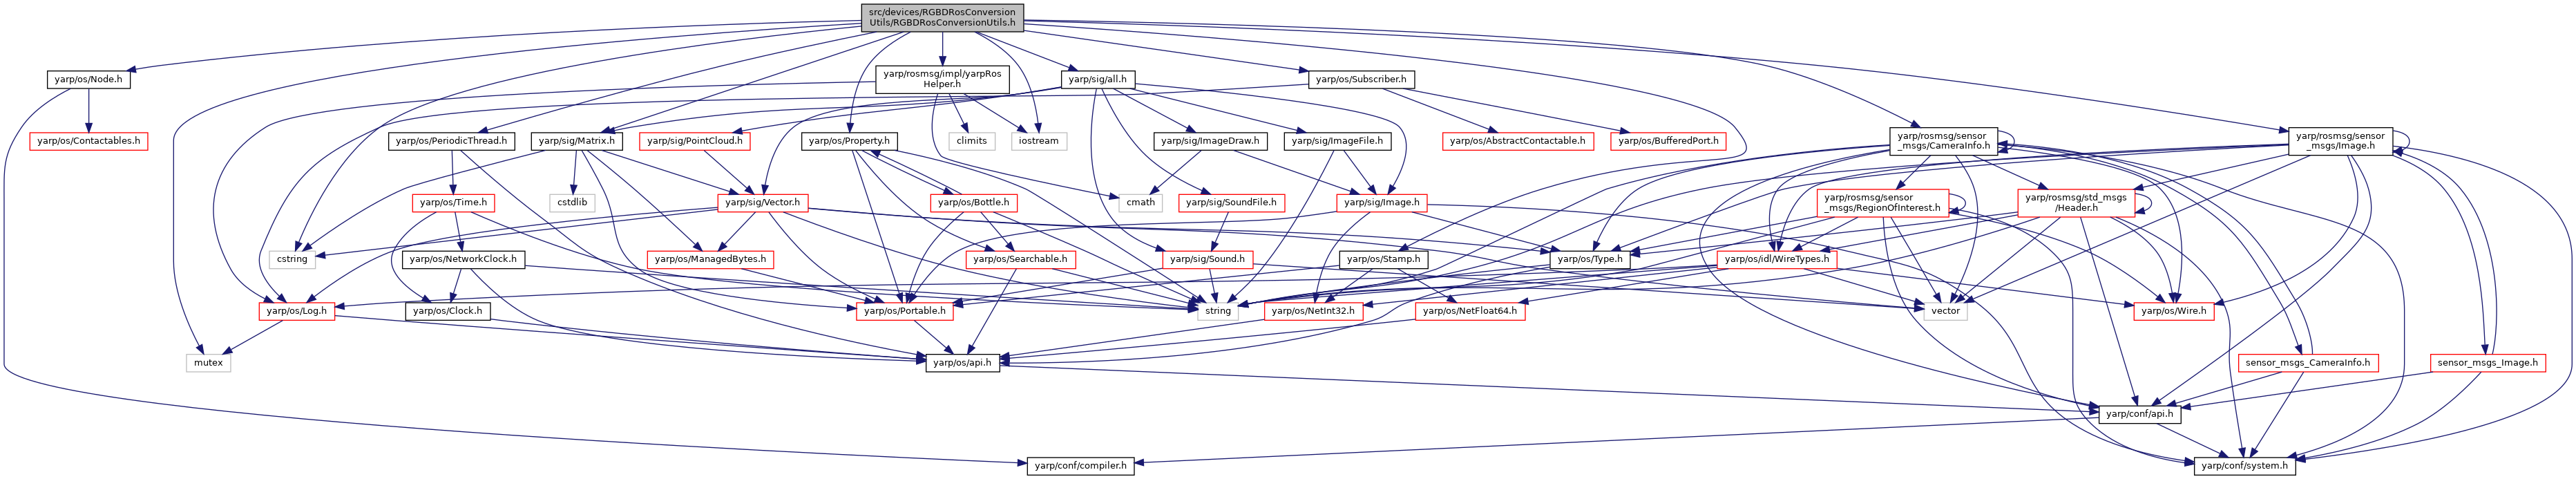 src/devices/RGBDRosConversion
Utils/RGBDRosConversionUtils.h
yarp/os/Node.h
yarp/rosmsg/impl/yarpRos
Helper.h
yarp/sig/all.h
yarp/os/Subscriber.h
yarp/os/Contactables.h
yarp/os/PeriodicThread.h
yarp/sig/Matrix.h
yarp/sig/PointCloud.h
yarp/os/Property.h
climits
iostream
yarp/sig/ImageDraw.h
yarp/sig/ImageFile.h
yarp/os/AbstractContactable.h
yarp/os/BufferedPort.h
yarp/rosmsg/sensor
_msgs/CameraInfo.h
yarp/rosmsg/sensor
_msgs/Image.h
yarp/os/Time.h
cstdlib
yarp/sig/Vector.h
yarp/os/Bottle.h
cmath
yarp/sig/SoundFile.h
yarp/sig/Image.h
yarp/rosmsg/sensor
_msgs/RegionOfInterest.h
yarp/rosmsg/std_msgs
/Header.h
cstring
yarp/os/NetworkClock.h
yarp/os/ManagedBytes.h
yarp/os/Searchable.h
yarp/sig/Sound.h
yarp/os/Stamp.h
yarp/os/Type.h
yarp/os/idl/WireTypes.h
yarp/os/Log.h
yarp/os/Clock.h
yarp/os/Portable.h
string
yarp/os/NetInt32.h
yarp/os/NetFloat64.h
vector
yarp/os/Wire.h
mutex
yarp/os/api.h
sensor_msgs_CameraInfo.h
sensor_msgs_Image.h
yarp/conf/api.h
yarp/conf/compiler.h
yarp/conf/system.h